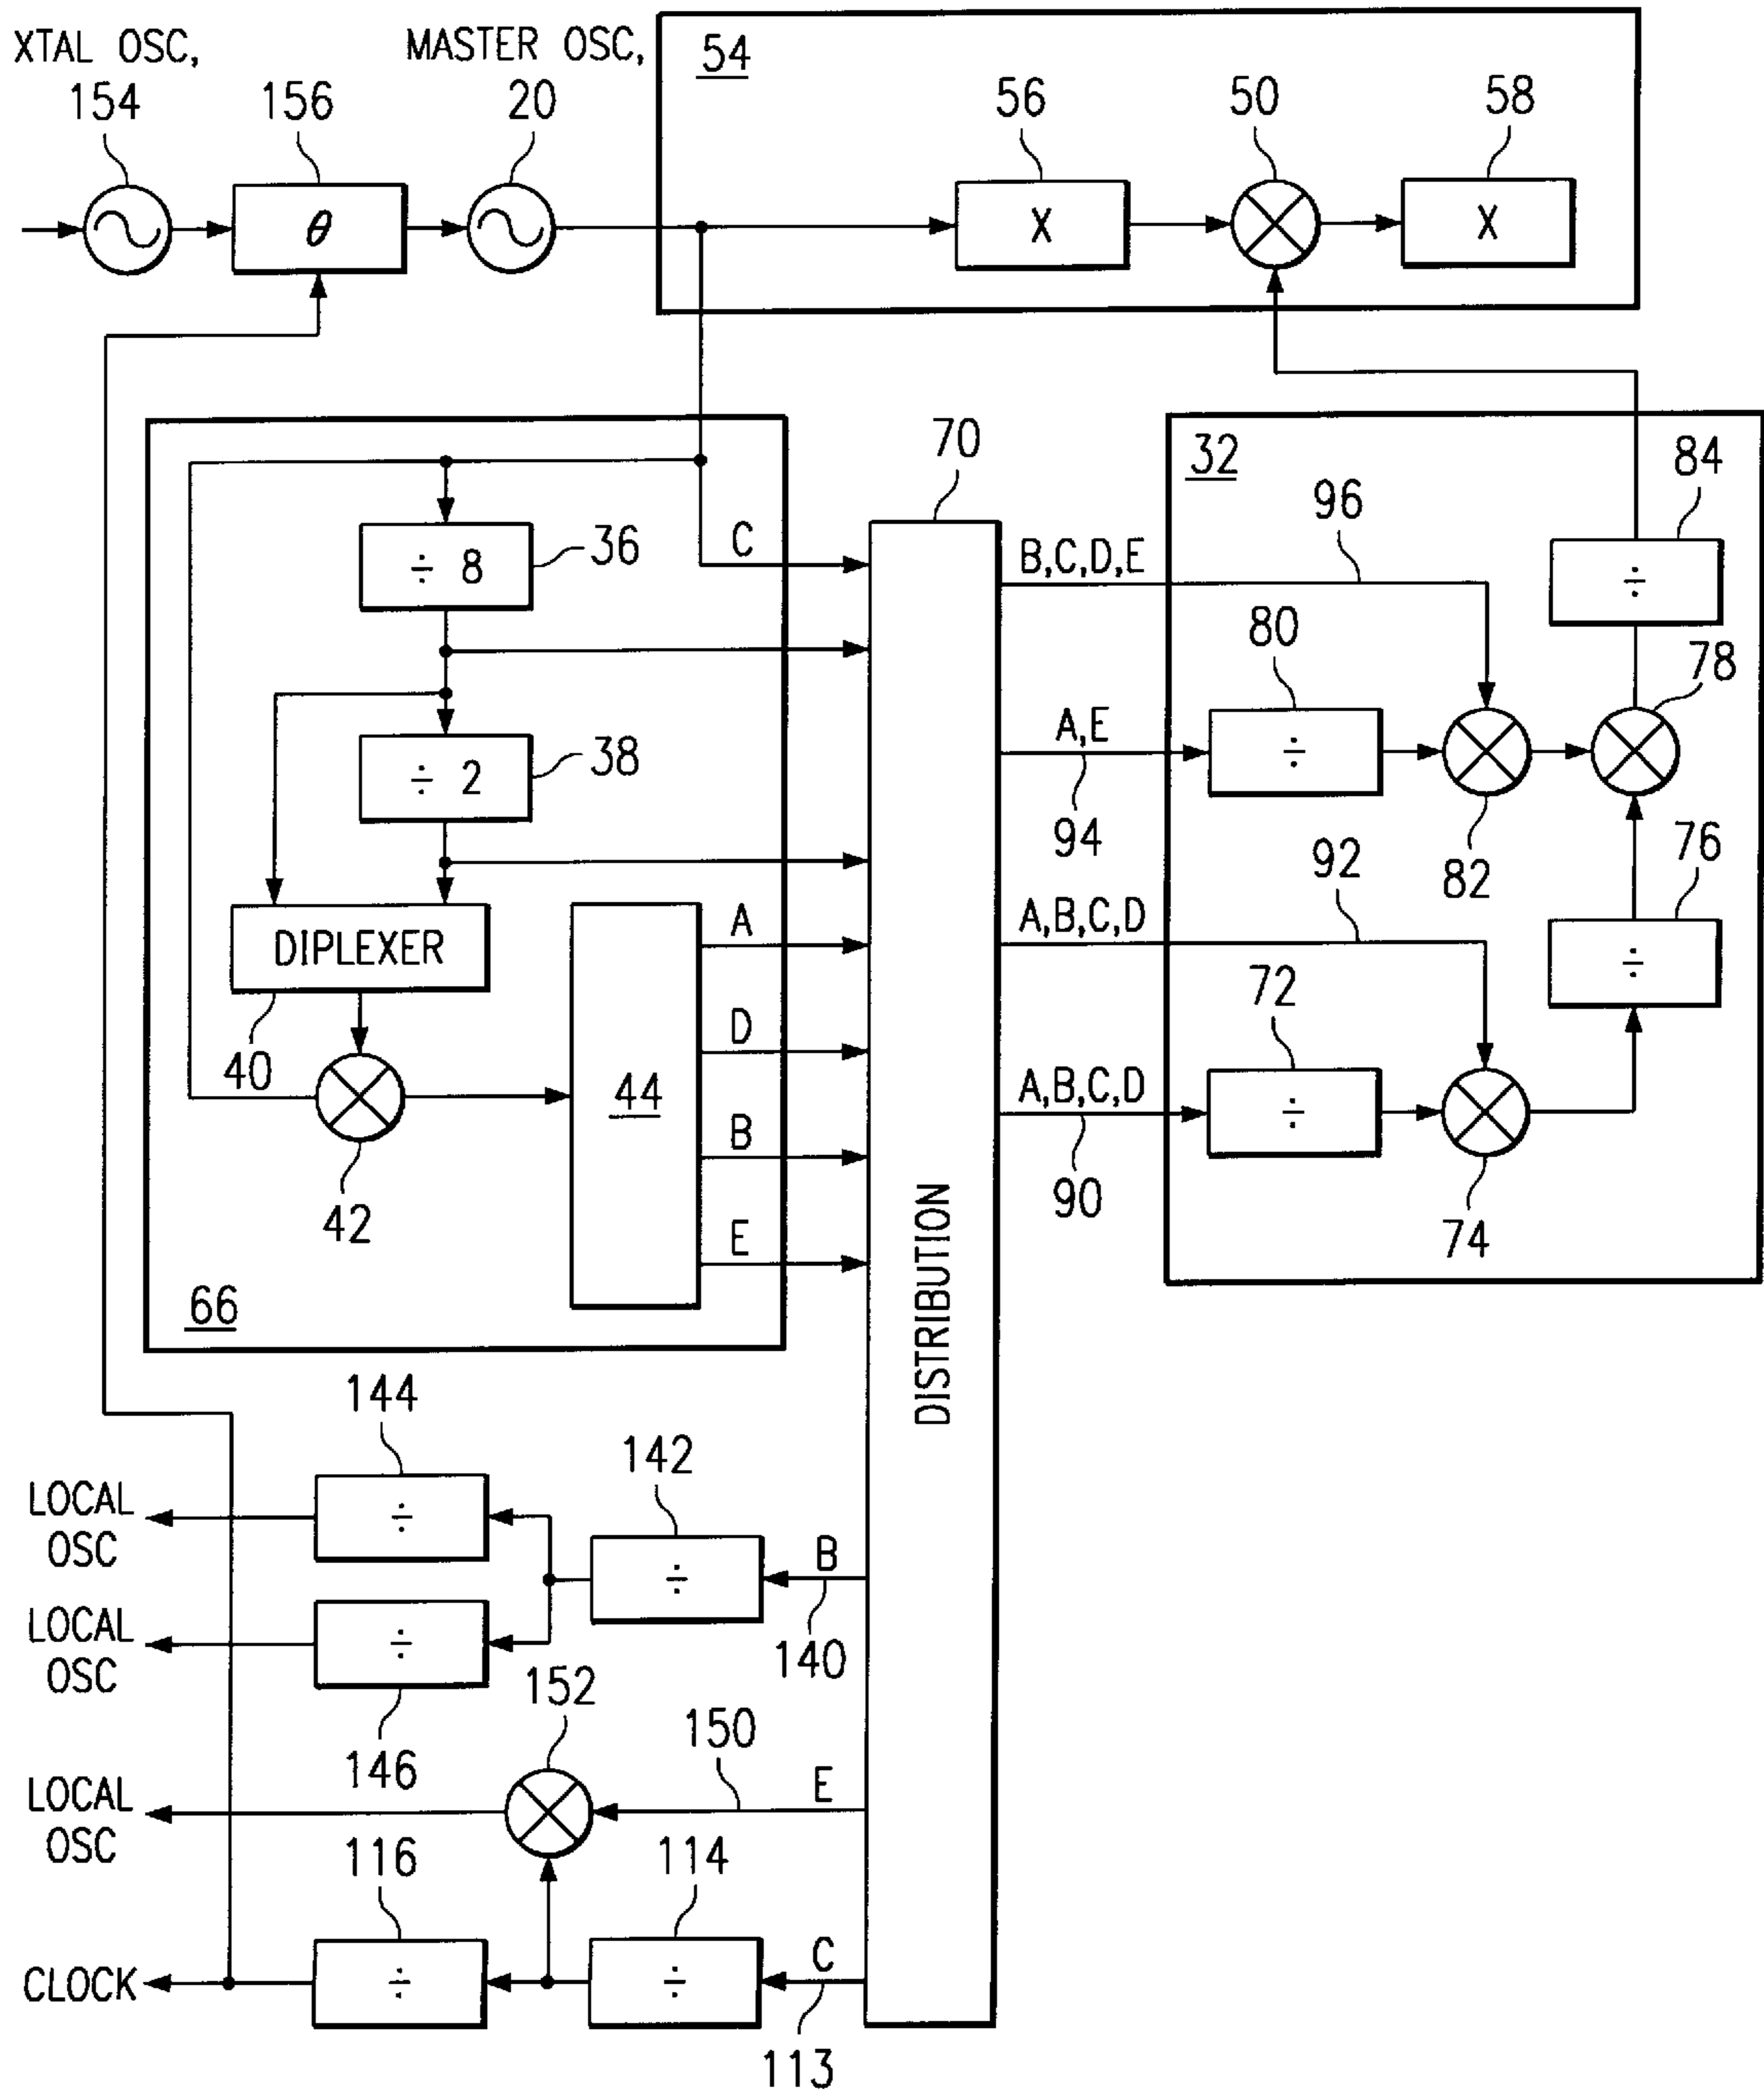 XTAL OSC,
154
156
MASTER OSC,
20
54
56
50
58
θ
X
X
70
32
84
96
÷ 8
36
C
B,C,D,E
÷
80
78
÷ 2
38
A,E
÷
94
82
92
76
A
A,B,C,D
DIPLEXER
÷
72
40
D
44
A,B,C,D
÷
B
90
42
74
E
DISTRIBUTION
66
144
142
LOCAL
OSC
÷
B
÷
LOCAL
OSC
÷
140
152
146
150
LOCAL
OSC
E
116
114
C
CLOCK
÷
÷
113